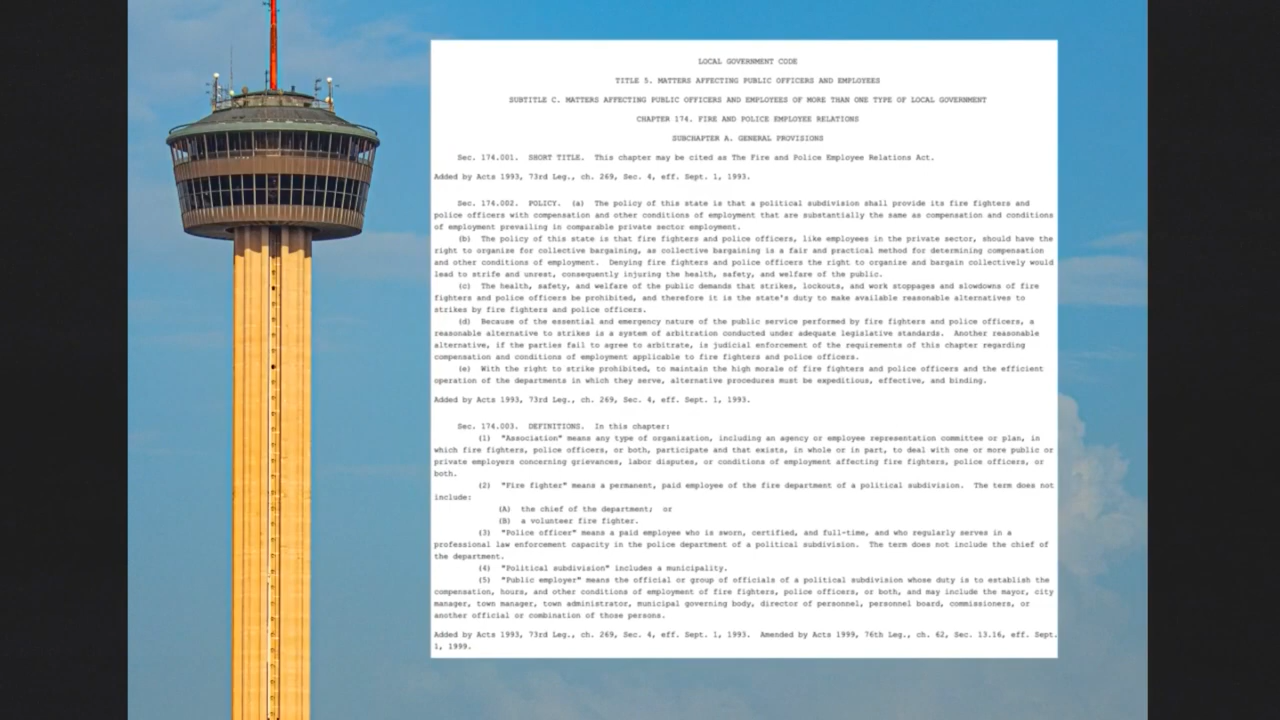 LOCAL GOVERNMENT CODE
TITLE 5. MATTERS AFFECTING PUBLIC OFFICERS AND EMPLOYEES
SUBTITLE C. MATTERS AFFECTING PUBLIC OFFICERS AND EMPLOYEES OF MORE THAN ONE TYPE OF LOCAL GOVERNMENT
CHAPTER 174. FIRE AND POLICE EMPLOYEE RELATIONS
SUBCHAPTER A. GENERAL PROVISIONS
Sec. 174.001. SHORT TITLE. This chapter may be cited as The Fire and Police Employee Relations Act.
Added by Acts 1993, 73rd Leg., ch. 269, Sec. 4, eff. Sept. 1, 1993.
Sec. 174.002. POLICY. (a) The policy of this state is that a political subdivision shall provide its fire fighters and
police officers with compensation and other conditions of employment that are substantially the same as compensation and conditions
of employment prevailing in comparable private sector employment.
(b) The policy of this state is that fire fighters and police officers, like employees in the private sector, should have the
right to organize for collective bargaining, as collective bargaining is a fair and practical method for determining compensation
and other conditions of employment. Denying fire fighters and police officers the right to organize and bargain collectively would
lead to strife and unrest, consequently injuring the health, safety, and welfare of the public.
(c) The health, safety, and welfare of the public demands that strikes, lockouts, and work stoppages and slowdowns of fire
fighters and police officers be prohibited, and therefore it is the state's duty to make available reasonable alternatives to
strikes by fire fighters and police officers.
(d) Because of the essential and emergency nature of the public service performed by fire fighters and police officers, a
reasonable alternative to strikes is a system of arbitration conducted under adequate legislative standards. Another reasonable
alternative, if the parties fail to agree to arbitrate, is judicial enforcement of the requirements of this chapter regarding
compensation and conditions of employment applicable to fire fighters and police officers.
(e) With the right to strike prohibited, to maintain the high morale of fire fighters and police officers and the efficient
operation of the departments in which they serve, alternative procedures must be expeditious, effective, and binding.
Added by Acts 1993, 73rd Leg., ch. 269, Sec. 4, eff. Sept. 1, 1993.
Sec. 174.003. DEFINITIONS. In this chapter:
(1) "Association" means any type of organization, including an agency or employee representation committee or plan, in
which fire fighters, police officers, or both, participate and that exists, in whole or in part, to deal with one or more public or
private employers concerning grievances, labor disputes, or conditions of employment affecting fire fighters, police officers, or
both.
(2) "Fire fighter" means a permanent, paid employee of the fire department of a political subdivision. The term does not
include:
(A) the chief of the department; or
(B) a volunteer fire fighter.
(3) "Police officer" means a paid employee who is sworn, certified, and full-time, and who regularly serves in a
professional law enforcement capacity in the police department of a political subdivision. The term does not include the chief of
the department.
(4) "Political subdivision" includes a municipality.
(5) "Public employer" means the official or group of officials of a political subdivision whose duty is to establish the
compensation, hours, and other conditions of employment of fire fighters, police officers, or both, and may include the mayor, city
manager, town manager, town administrator, municipal governing body, director of personnel, personnel board, commissioners, or
another official or combination of those persons.
Added by Acts 1993, 73rd Leg., ch. 269, Sec. 4, eff. Sept. 1, 1993. Amended by Acts 1999, 76th Leg., ch. 62, Sec. 13.16, eff. Sept.
1, 1999.